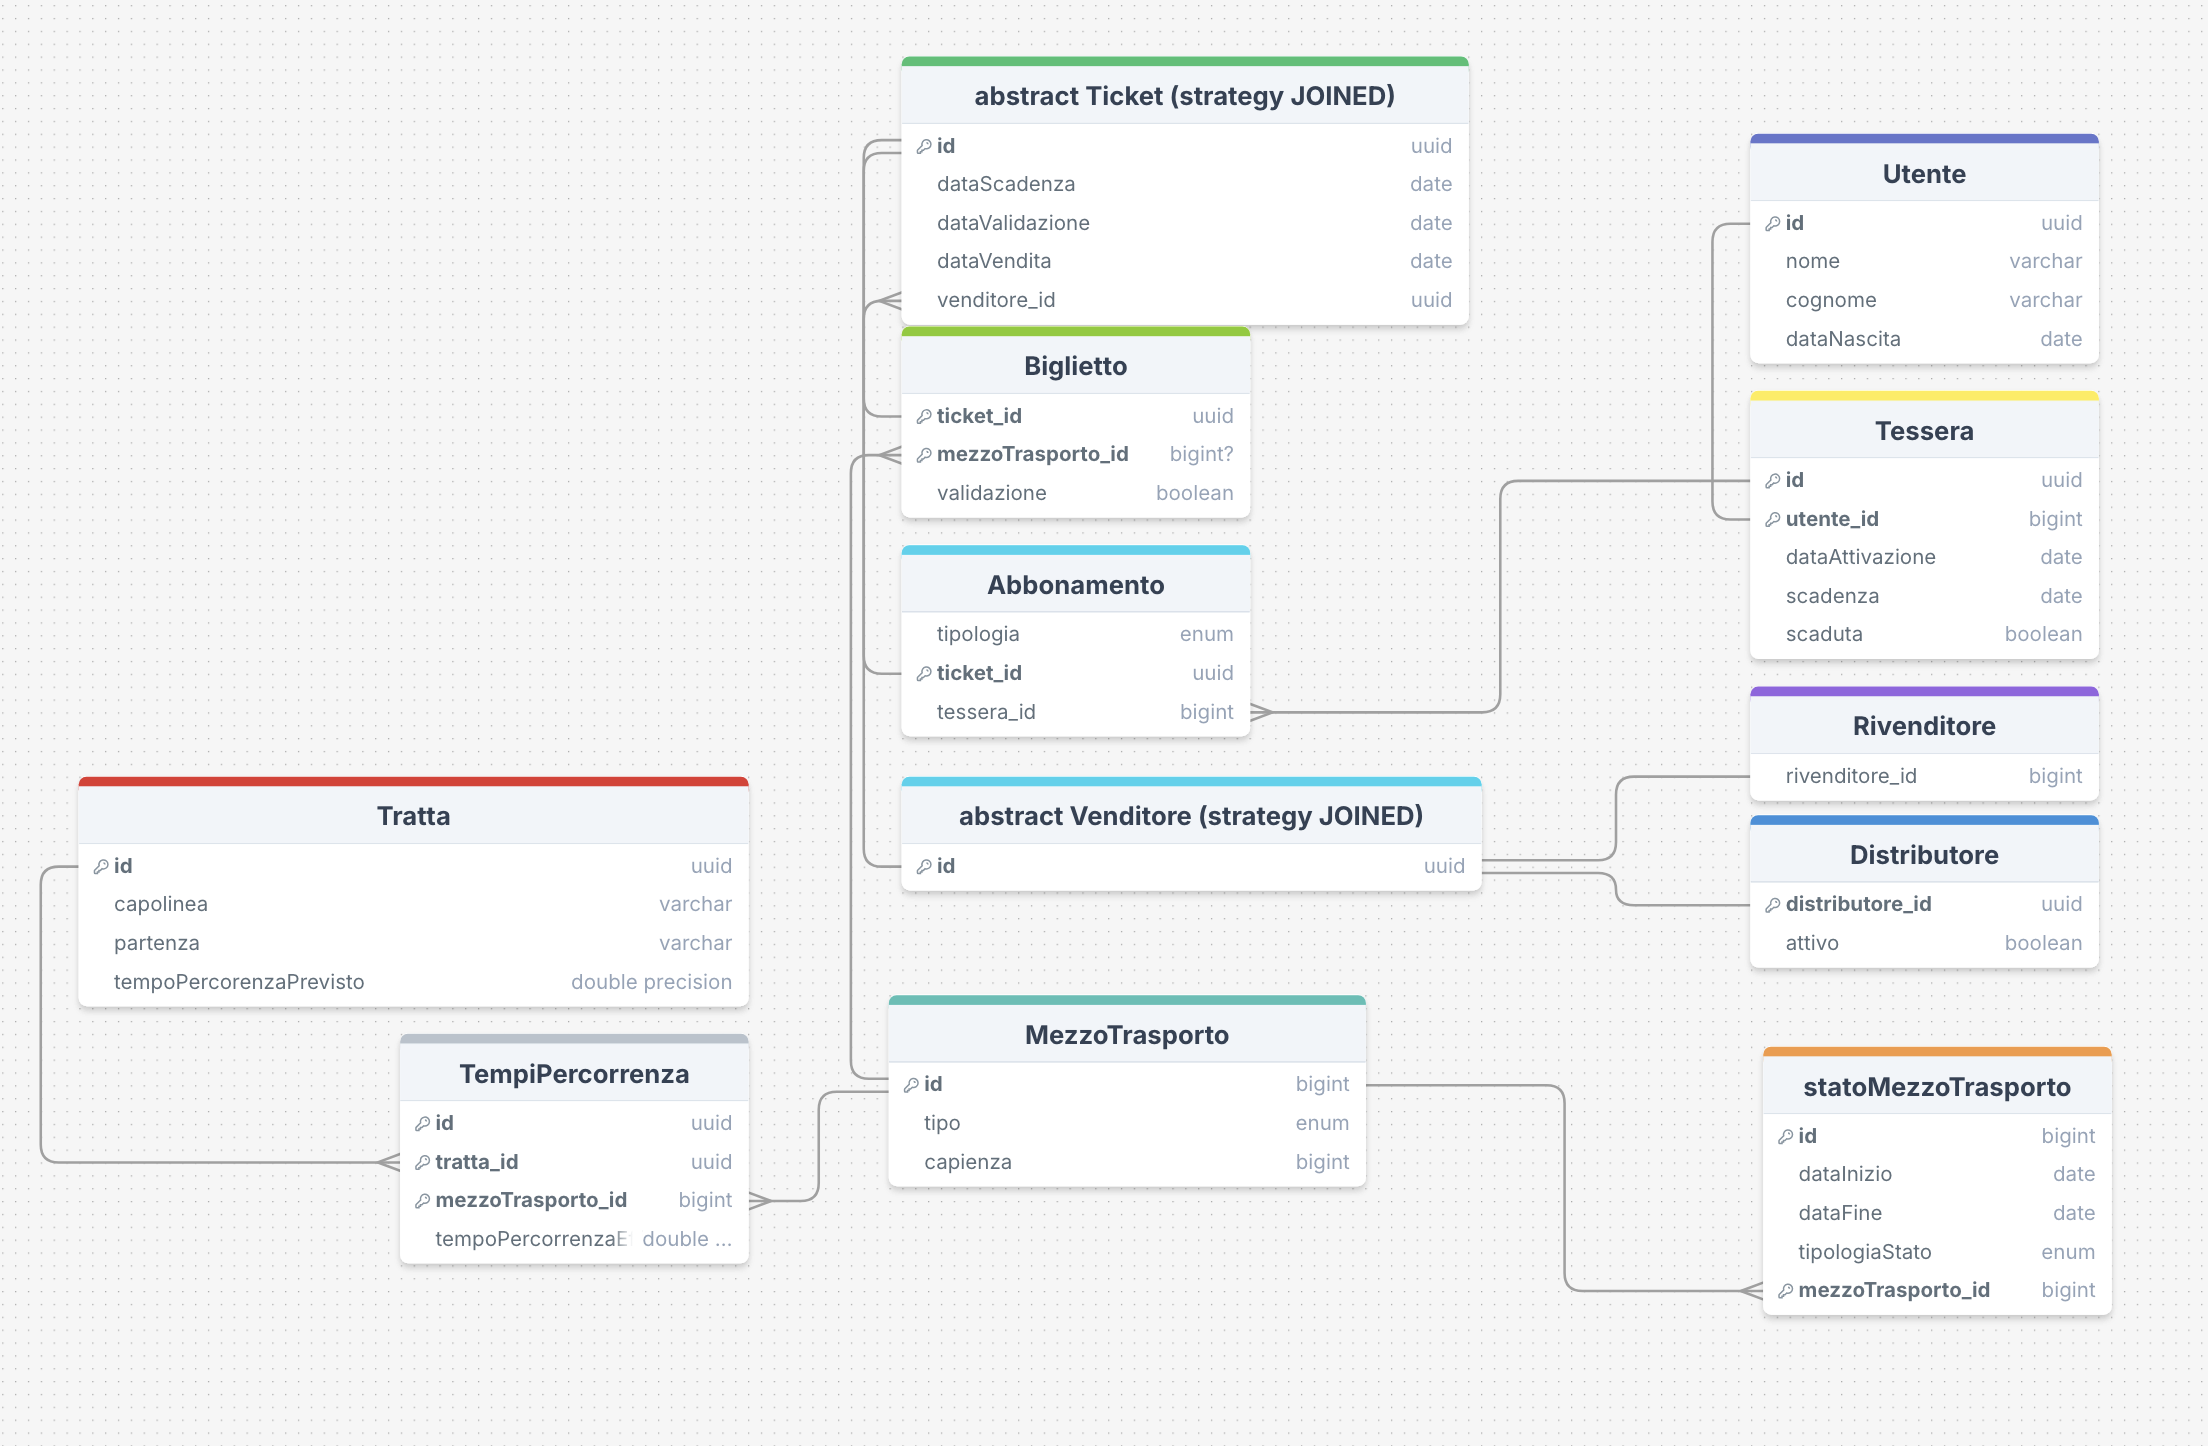 abstract Ticket (strategy JOINED)
id uuid
dataScadenza date
dataValidazione date
dataVendita date
venditore_id uuid
Biglietto
ticket_id uuid
mezzoTrasporto_id bigint?
validazione boolean
Abbonamento
tipologia enum
ticket_id uuid
tessera_id bigint
abstract Venditore (strategy JOINED)
id uuid
Utente
id uuid
nome varchar
cognome varchar
dataNascita date
Tessera
id uuid
utente_id bigint
dataAttivazione date
scadenza date
scaduta boolean
Rivenditore
rivenditore_id bigint
Distributore
distributore_id uuid
attivo boolean
Tratta
id uuid
capolinea varchar
partenza varchar
tempoPercorenzaPrevisto double precision
TempiPercorrenza
id uuid
tratta_id uuid
mezzoTrasporto_id bigint
tempoPercorrenzaE double ...
MezzoTrasporto
id bigint
tipo enum
capienza bigint
statoMezzoTrasporto
id bigint
dataInizio date
dataFine date
tipologiaStato enum
mezzoTrasporto_id bigint